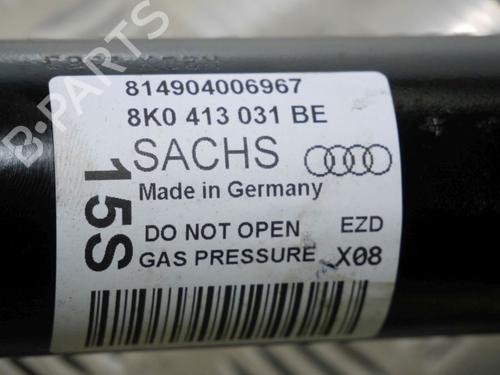 B-PARTS
814904006967
8K0 413 031 BE
SACHS
Made in Germany
15S
DO NOT OPEN EZD
GAS PRESSURE X08